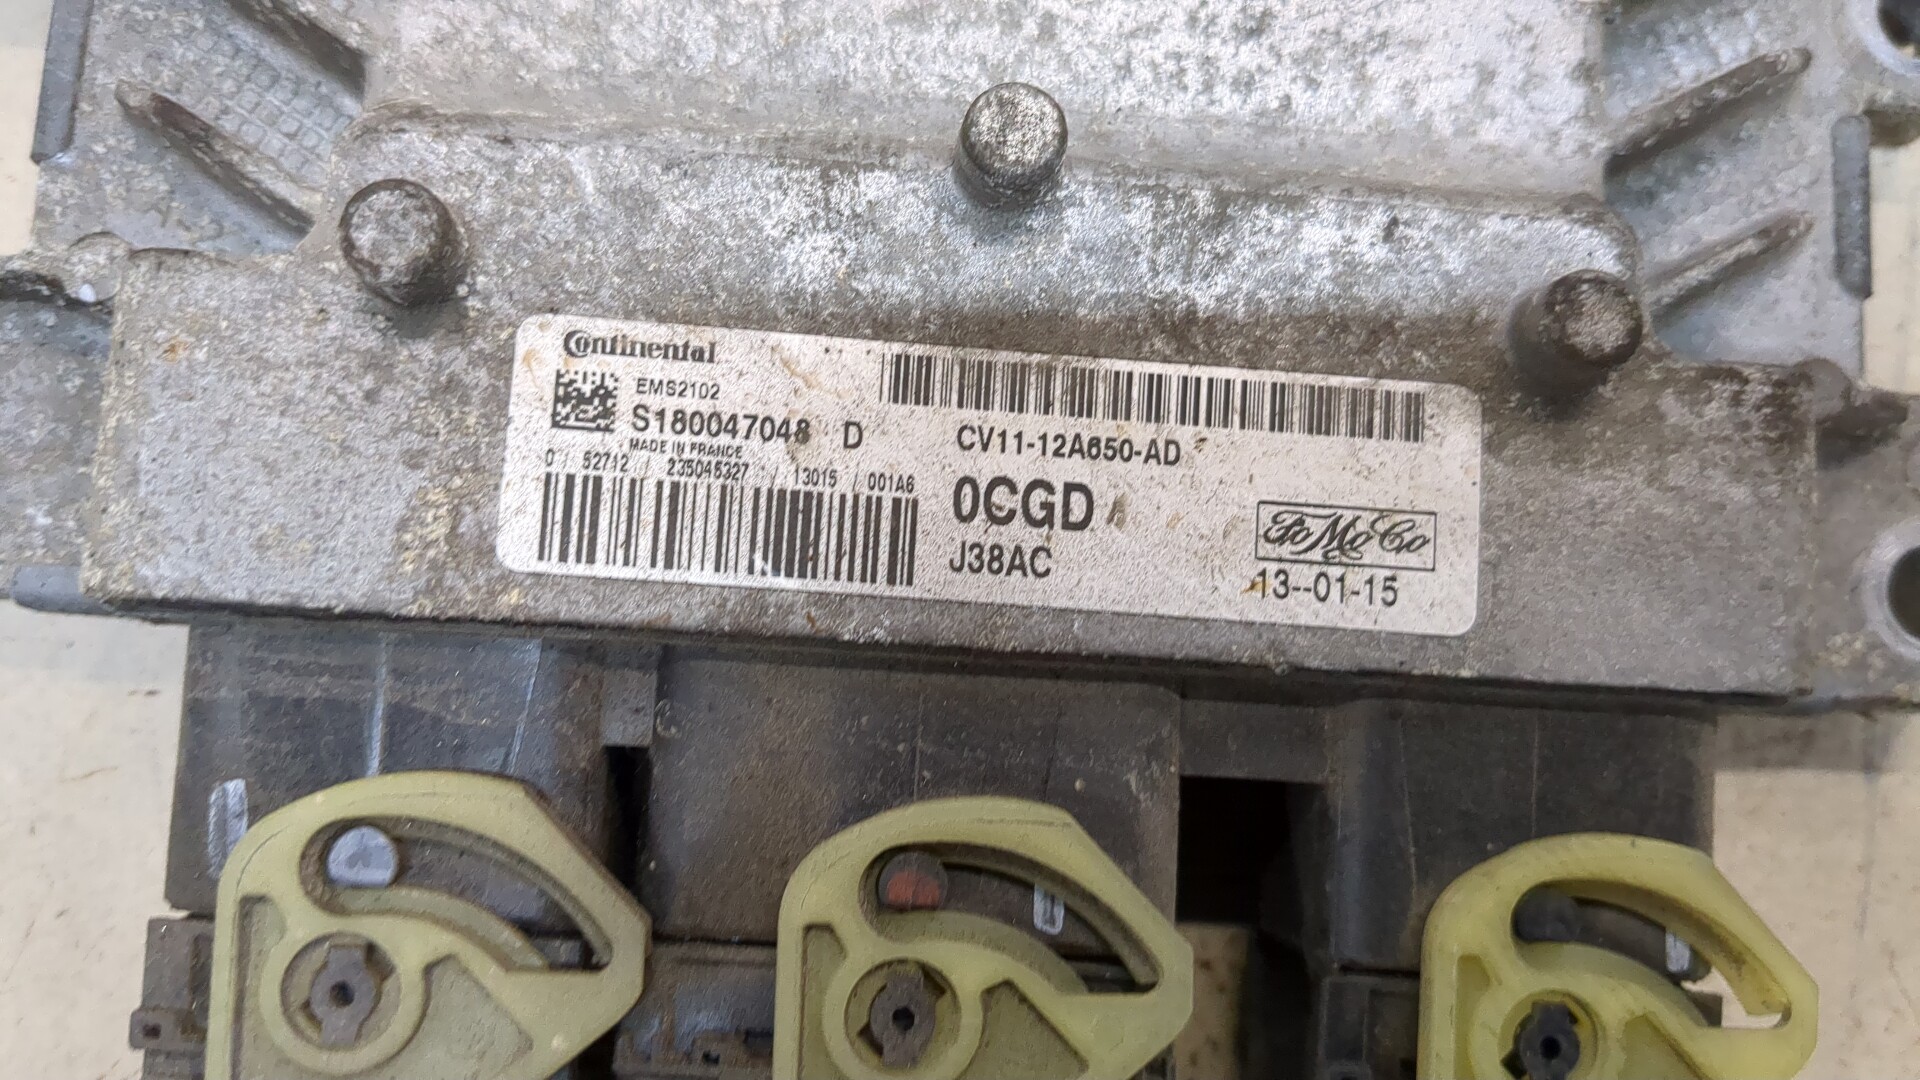 Continental
EMS2102
S180047048 D
MADE IN FRANCE
0 / 52712 / 235045327 / 13015 / 001A6
CV11-12A650-AD
0CGD
J38AC
FoMoCo
13--01-15